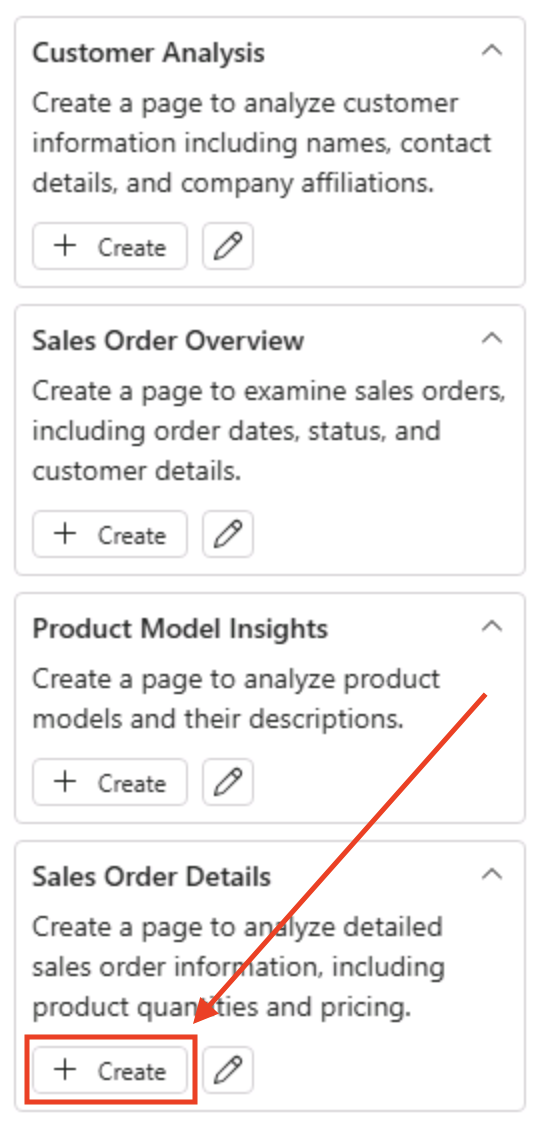 Customer Analysis
Create a page to analyze customer
information including names, contact
details, and company affiliations.
+ Create
Sales Order Overview
Create a page to examine sales orders,
including order dates, status, and
customer details.
+ Create
Product Model Insights
Create a page to analyze product
models and their descriptions.
+ Create
Sales Order Details
Create a page to analyze detailed
sales order information, including
product quantities and pricing.
+ Create